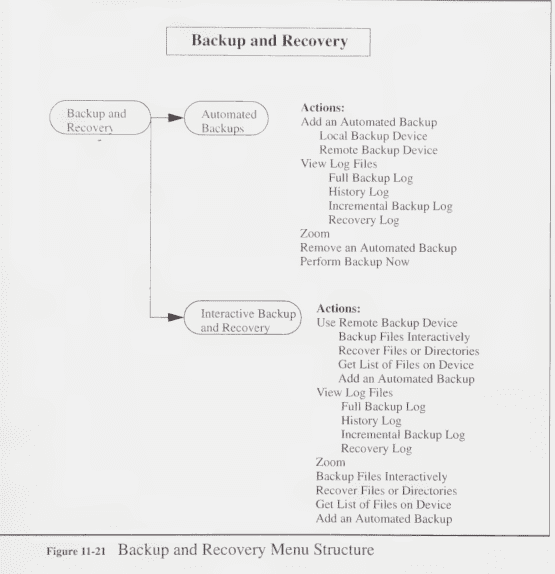 Backup and Recovery
Backup and
Recovery
Automated
Backups
Actions:
Add an Automated Backup
Local Backup Device
Remote Backup Device
View Log Files
Full Backup Log
History Log
Incremental Backup Log
Recovery Log
Zoom
Remove an Automated Backup
Perform Backup Now
Interactive Backup
and Recovery
Actions:
Use Remote Backup Device
Backup Files Interactively
Recover Files or Directories
Get List of Files on Device
Add an Automated Backup
View Log Files
Full Backup Log
History Log
Incremental Backup Log
Recovery Log
Zoom
Backup Files Interactively
Recover Files or Directories
Get List of Files on Device
Add an Automated Backup
Figure 11-21 Backup and Recovery Menu Structure